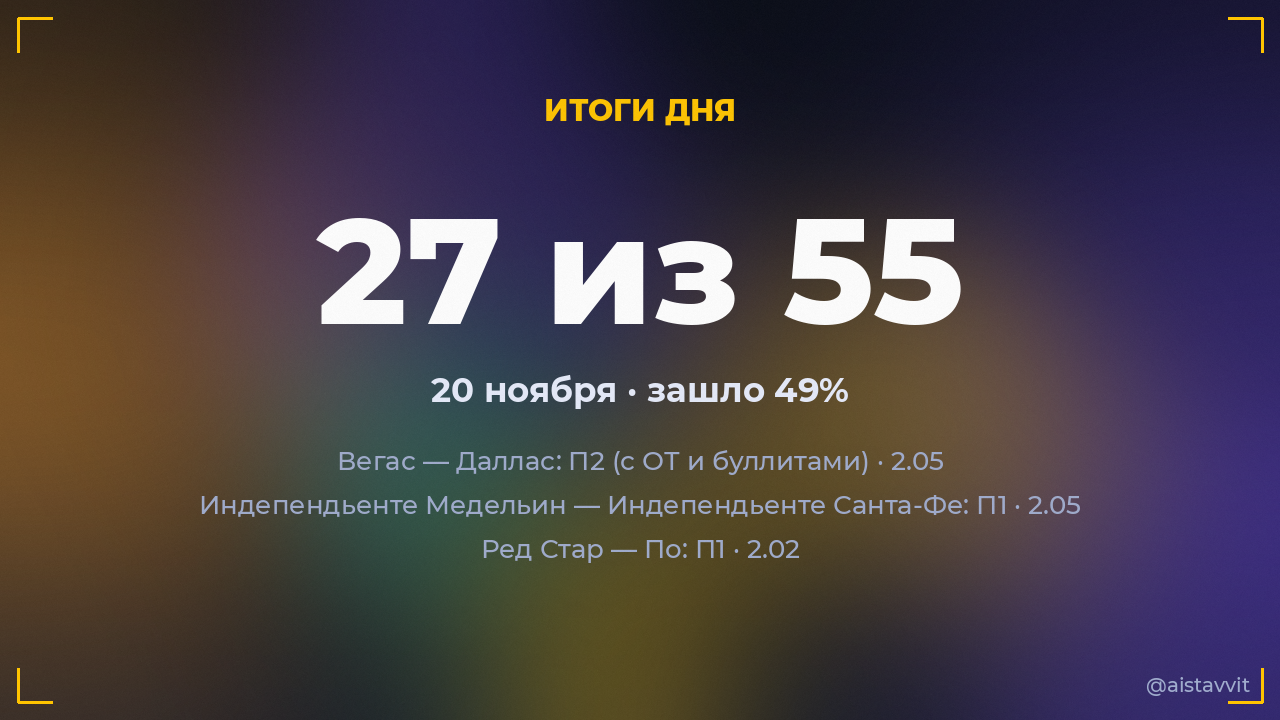 ИТОГИ ДНЯ
27 из 55
20 ноября · зашло 49%
Вегас — Даллас: П2 (с ОТ и буллитами) · 2.05
Индепендьенте Медельин — Индепендьенте Санта-Фе: П1 · 2.05
Ред Стар — По: П1 · 2.02
@aistavvit